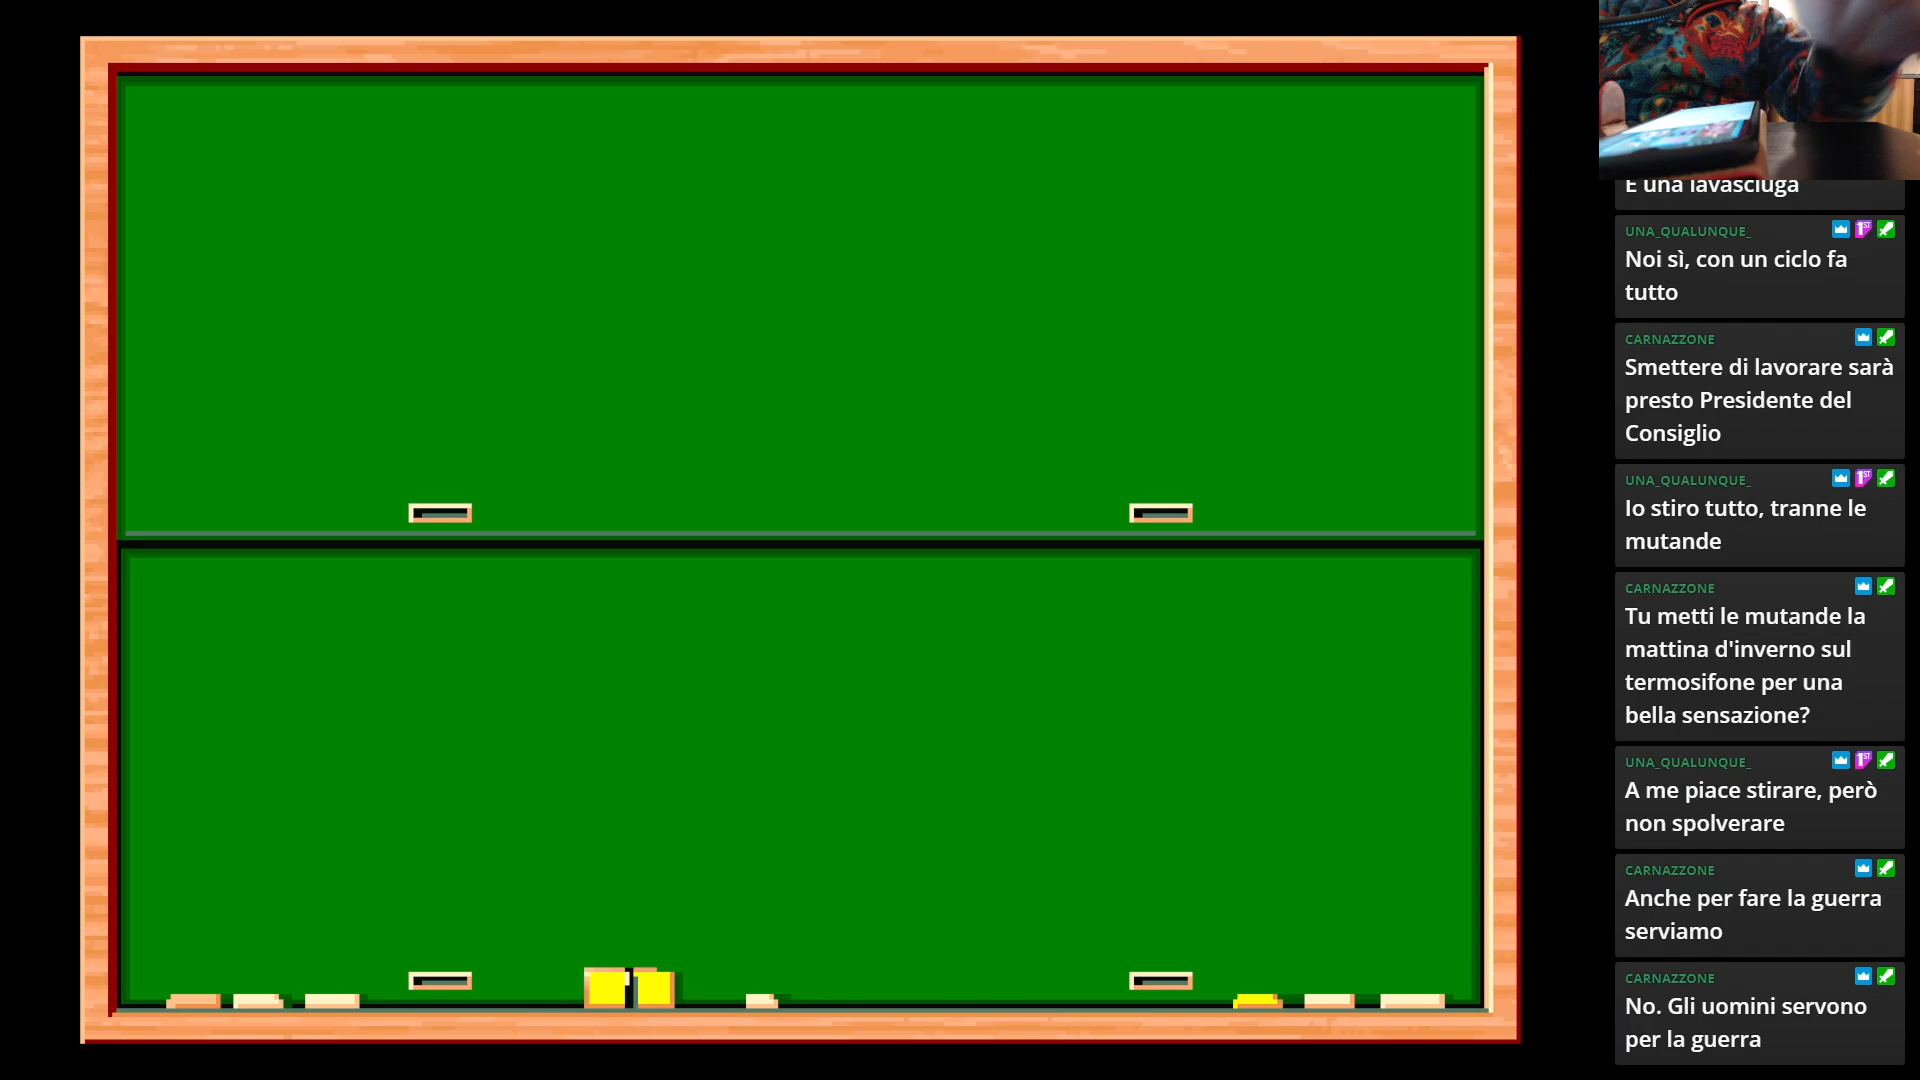 È una lavasciuga
UNA_QUALUNQUE_
1ST
Noi sì, con un ciclo fa
tutto
CARNAZZONE
Smettere di lavorare sarà
presto Presidente del
Consiglio
UNA_QUALUNQUE_
1ST
Io stiro tutto, tranne le
mutande
CARNAZZONE
Tu metti le mutande la
mattina d'inverno sul
termosifone per una
bella sensazione?
UNA_QUALUNQUE_
1ST
A me piace stirare, però
non spolverare
CARNAZZONE
Anche per fare la guerra
serviamo
CARNAZZONE
No. Gli uomini servono
per la guerra